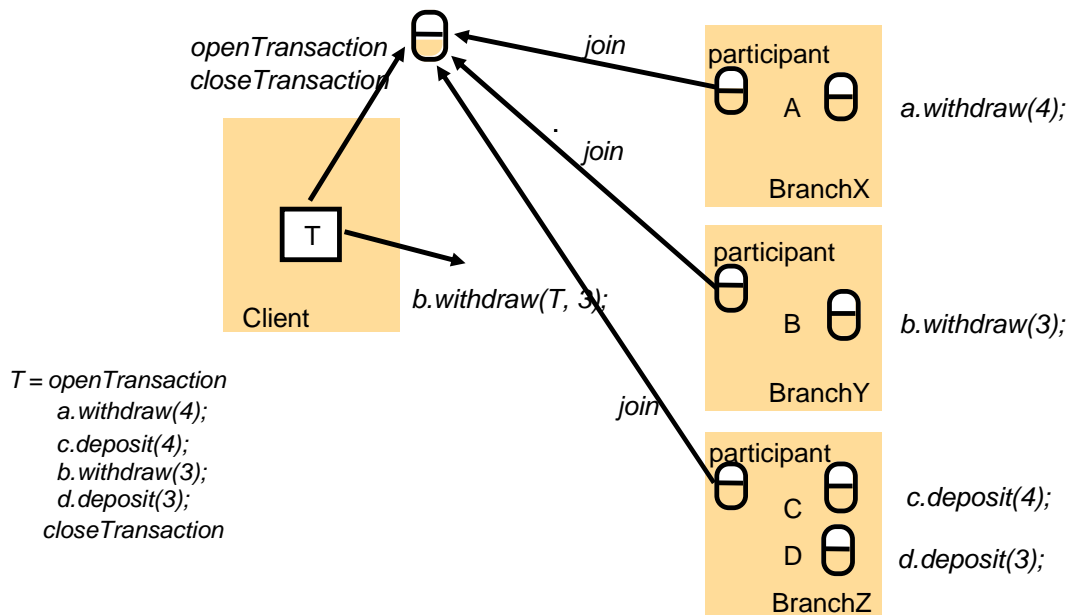 openTransaction
closeTransaction
join
participant
A
a.withdraw(4);
BranchX
join
T
Client
b.withdraw(T, 3);
participant
B
b.withdraw(3);
BranchY
T = openTransaction
a.withdraw(4);
c.deposit(4);
b.withdraw(3);
d.deposit(3);
closeTransaction
join
participant
C
c.deposit(4);
D
d.deposit(3);
BranchZ